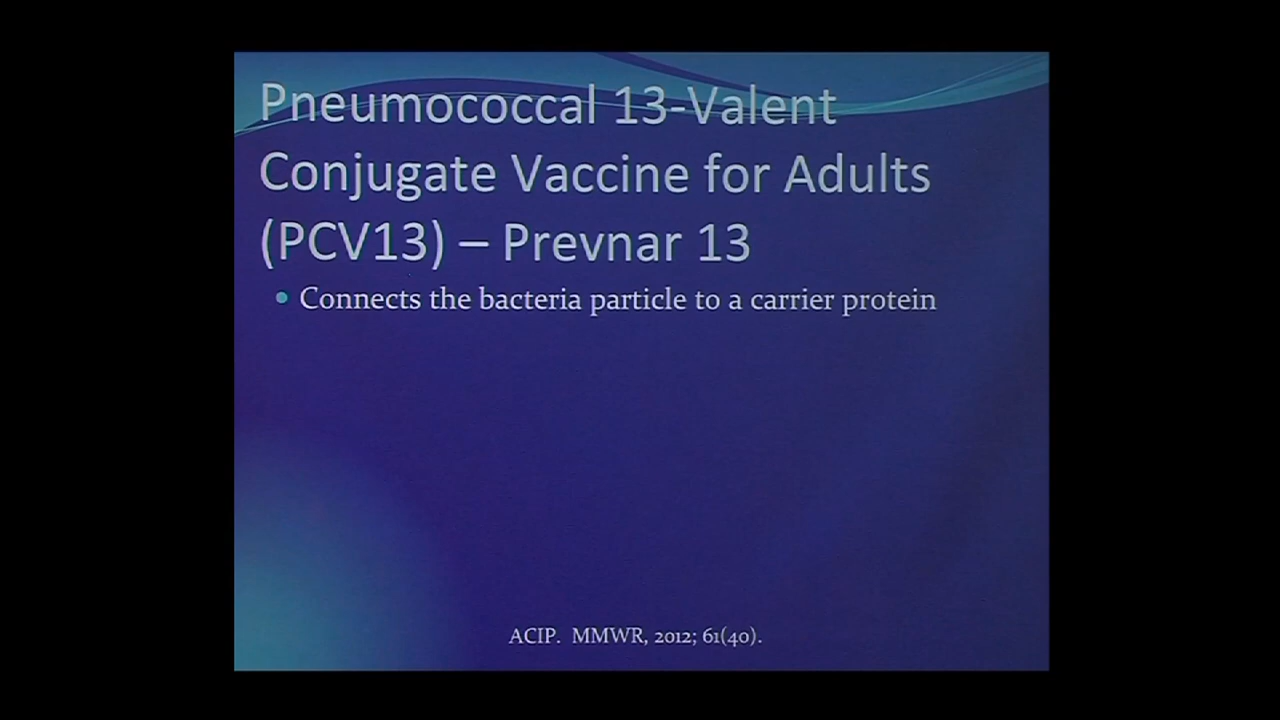 Pneumococcal 13-Valent
Conjugate Vaccine for Adults
(PCV13) – Prevnar 13
• Connects the bacteria particle to a carrier protein
ACIP. MMWR, 2012; 61(40).